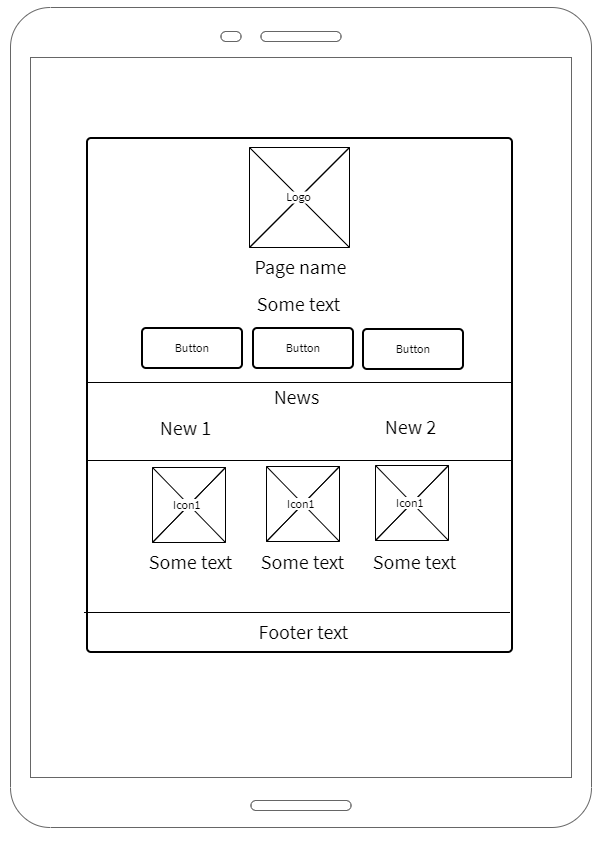 Logo
Page name
Some text
Button Button Button
News
New 1 New 2
Icon1 Icon1 Icon1
Some text Some text Some text
Footer text